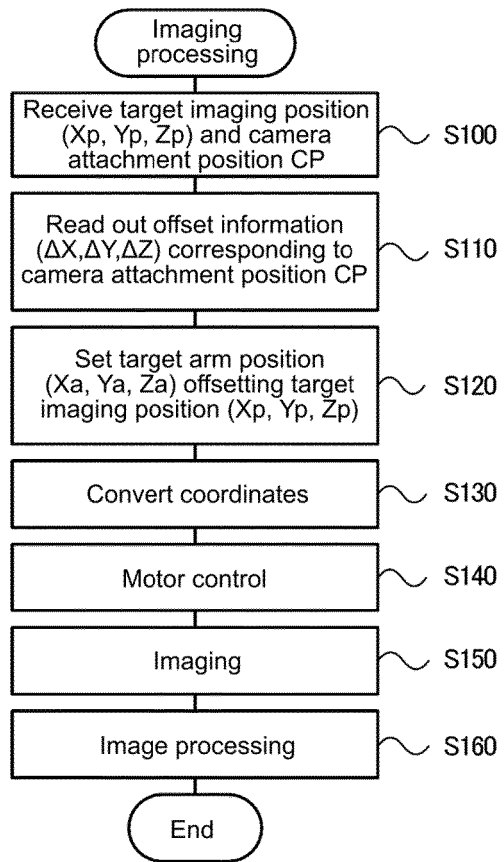 Imaging
processing
Receive target imaging position
(Xp, Yp, Zp) and camera
attachment position CP
S100
Read out offset information
(ΔX,ΔY,ΔZ) corresponding to
camera attachment position CP
S110
Set target arm position
(Xa, Ya, Za) offsetting target
imaging position (Xp, Yp, Zp)
S120
Convert coordinates
S130
Motor control
S140
Imaging
S150
Image processing
S160
End